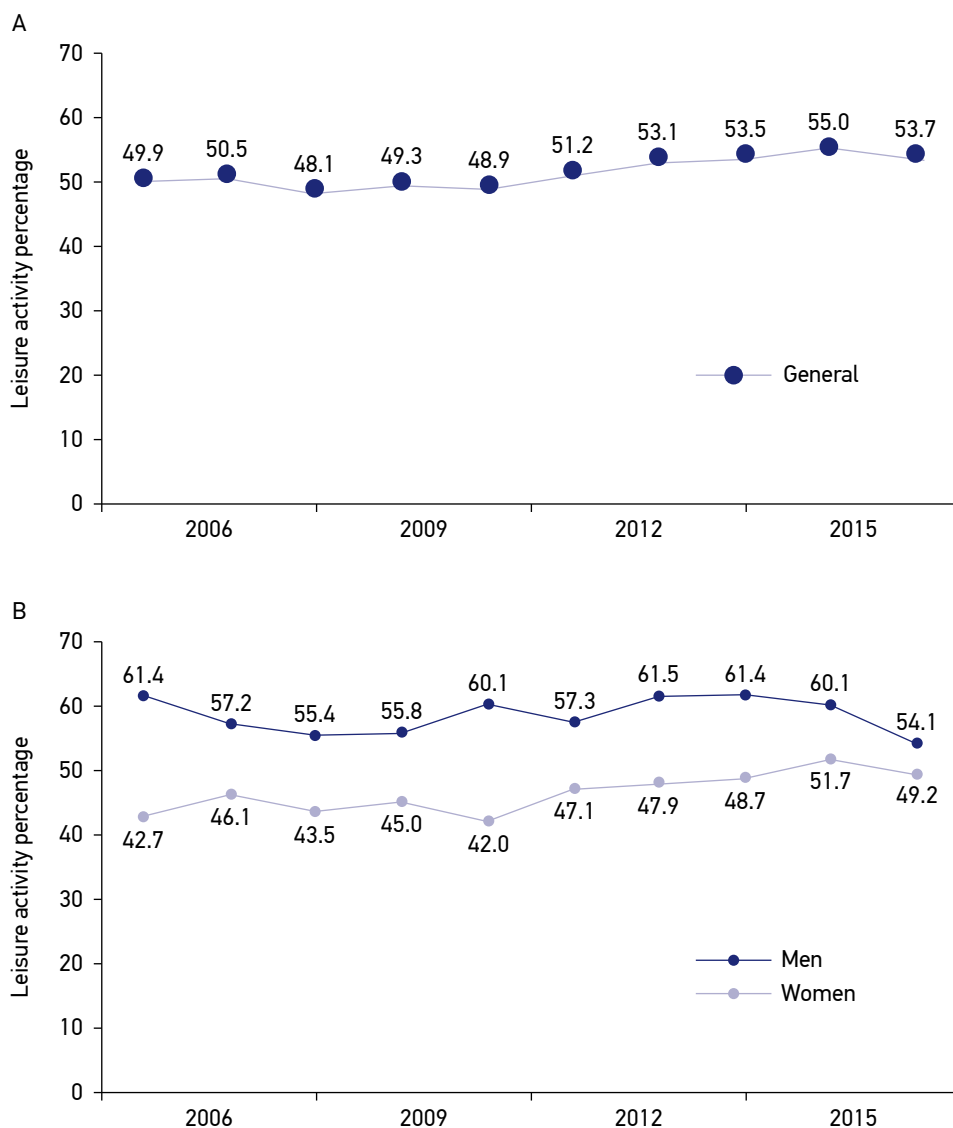 A
70
60
50
40
30
20
10
0
Leisure activity percentage
49.9 50.5 48.1 49.3 48.9 51.2 53.1 53.5 55.0 53.7
General
2006 2009 2012 2015
B
70
60
50
40
30
20
10
0
Leisure activity percentage
61.4 57.2 55.4 55.8 60.1 57.3 61.5 61.4 60.1 54.1
42.7 46.1 43.5 45.0 42.0 47.1 47.9 48.7 51.7 49.2
Men
Women
2006 2009 2012 2015